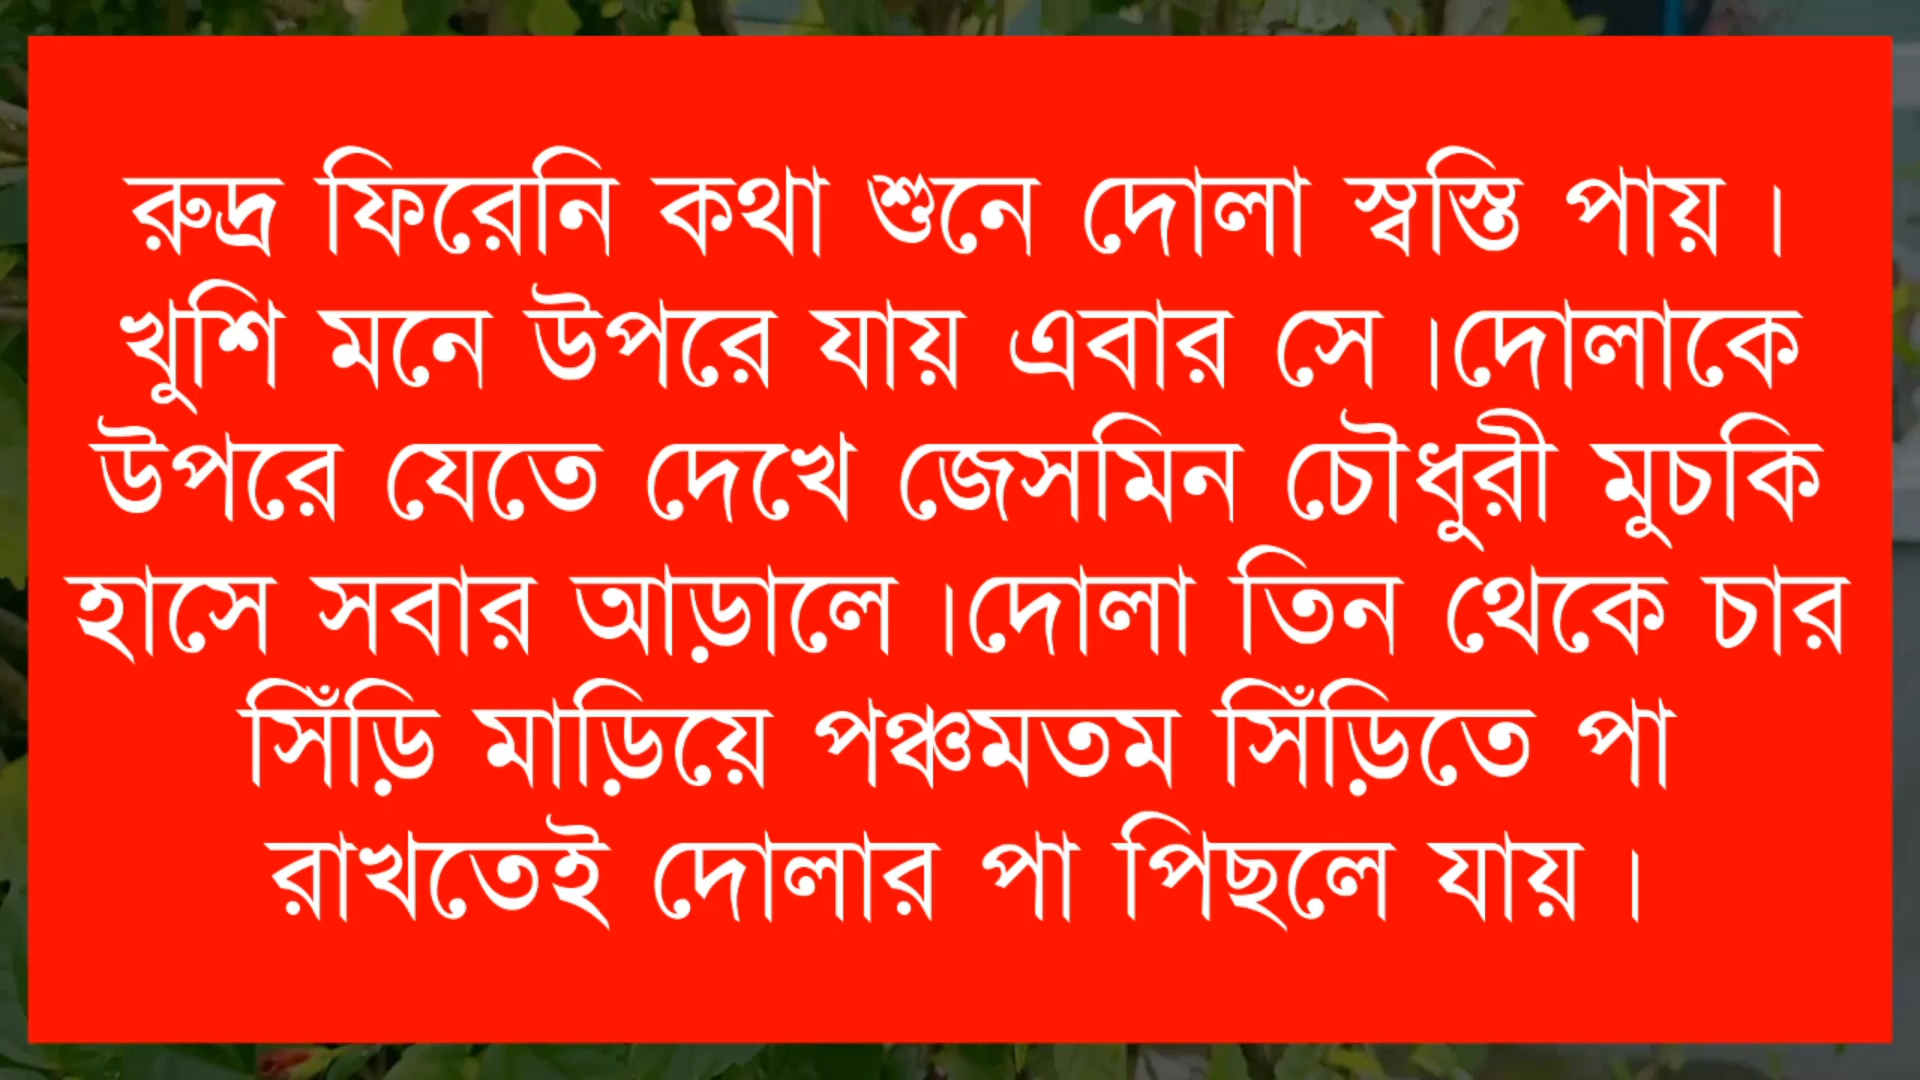 রুদ্র ফিরেনি কথা শুনে দোলা স্বস্তি পায় ।
খুশি মনে উপরে যায় এবার সে ।দোলাকে
উপরে যেতে দেখে জেসমিন চৌধুরী মুচকি
হাসে সবার আড়ালে ।দোলা তিন থেকে চার
সিঁড়ি মাড়িয়ে পঞ্চমতম সিঁড়িতে পা
রাখতেই দোলার পা পিছলে যায় ।